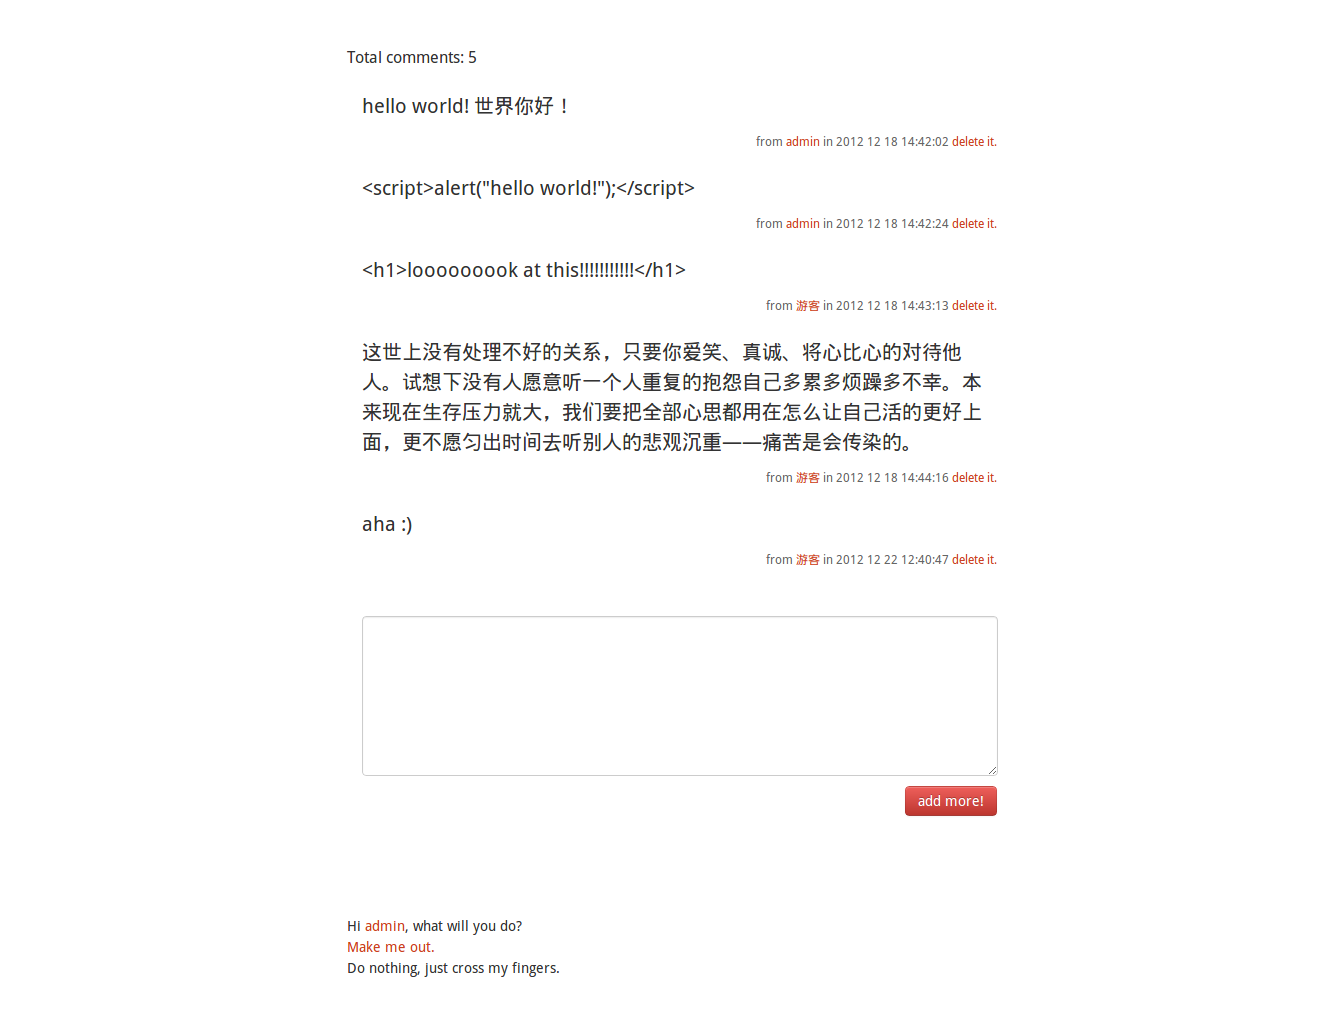 Total comments: 5
hello world! 世界你好！
from admin in 2012 12 18 14:42:02 delete it.
<script>alert("hello world!");</script>
from admin in 2012 12 18 14:42:24 delete it.
<h1>looooooook at this!!!!!!!!!!!</h1>
from 游客 in 2012 12 18 14:43:13 delete it.
这世上没有处理不好的关系，只要你爱笑、真诚、将心比心的对待他
人。试想下没有人愿意听一个人重复的抱怨自己多累多烦躁多不幸。本
来现在生存压力就大，我们要把全部心思都用在怎么让自己活的更好上
面，更不愿匀出时间去听别人的悲观沉重——痛苦是会传染的。
from 游客 in 2012 12 18 14:44:16 delete it.
aha :)
from 游客 in 2012 12 22 12:40:47 delete it.
add more!
Hi admin, what will you do?
Make me out.
Do nothing, just cross my fingers.